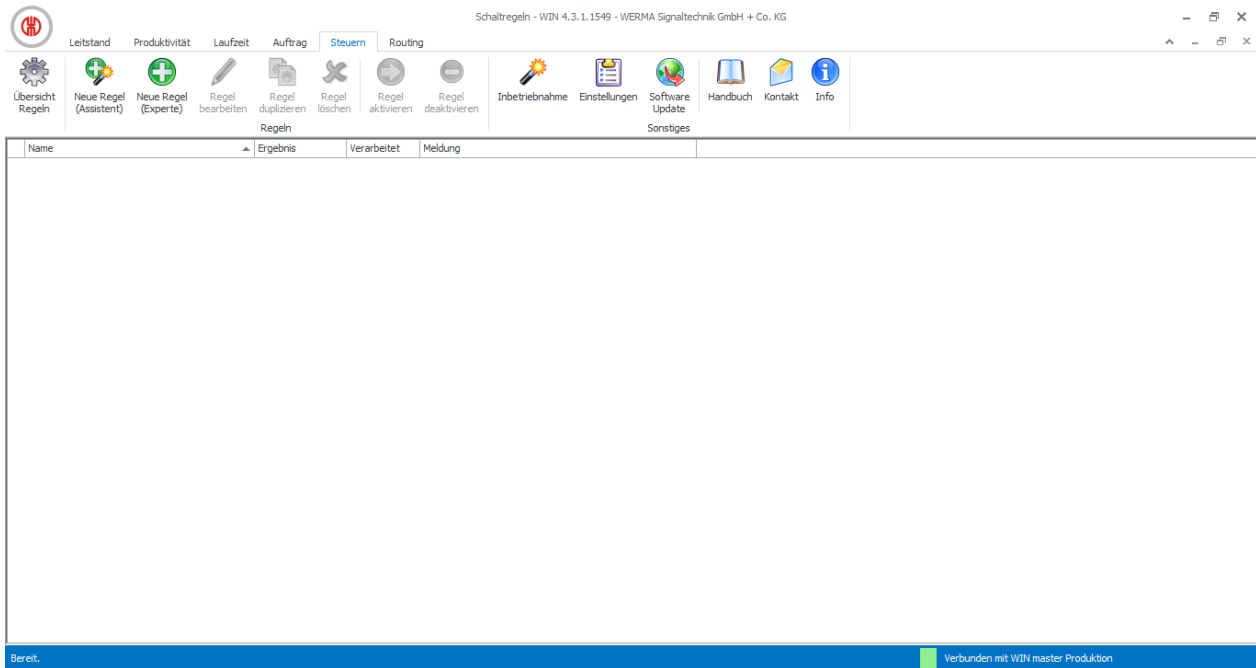 Schaltregeln - WIN 4.3.1.1549 - WERMA Signaltechnik GmbH + Co. KG
Leitstand Produktivität Laufzeit Auftrag Steuern Routing
Übersicht Regeln
Neue Regel (Assistent)
Neue Regel (Experte)
Regel bearbeiten
Regel duplizieren
Regel löschen
Regel aktivieren
Regel deaktivieren
Inbetriebnahme
Einstellungen
Software Update
Handbuch
Kontakt
Info
Regeln
Sonstiges
Name Ergebnis Verarbeitet Meldung
Bereit.
Verbunden mit WIN master Produktion